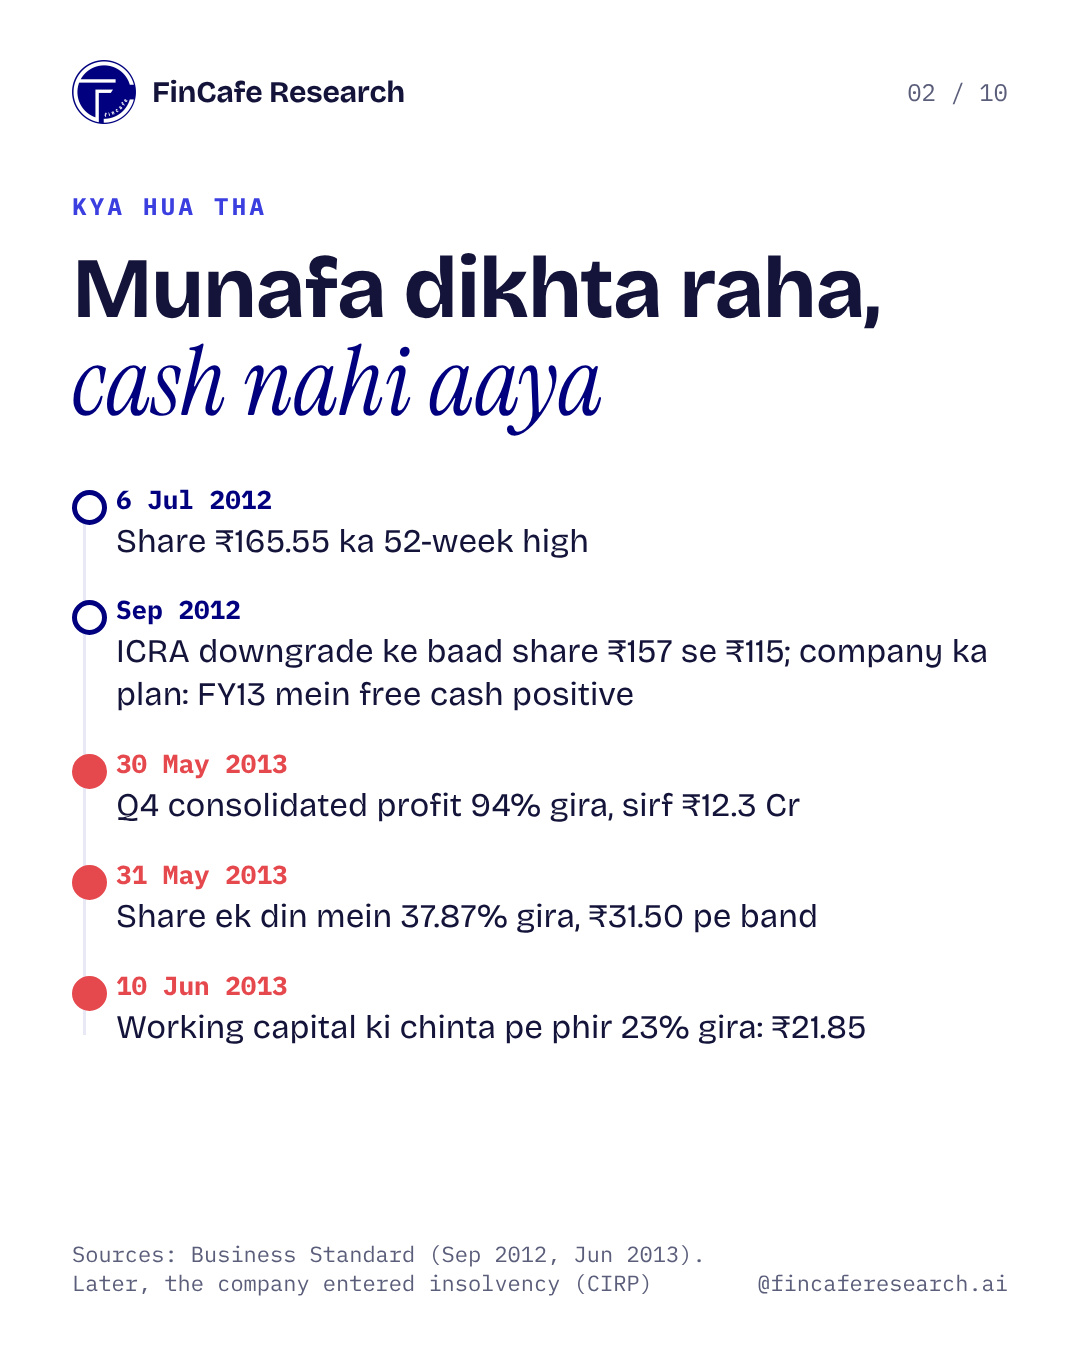 FinCafe Research
02 / 10
KYA HUA THA
Munafa dikhta raha,
cash nahi aaya
6 Jul 2012
Share ₹165.55 ka 52-week high
Sep 2012
ICRA downgrade ke baad share ₹157 se ₹115; company ka
plan: FY13 mein free cash positive
30 May 2013
Q4 consolidated profit 94% gira, sirf ₹12.3 Cr
31 May 2013
Share ek din mein 37.87% gira, ₹31.50 pe band
10 Jun 2013
Working capital ki chinta pe phir 23% gira: ₹21.85
Sources: Business Standard (Sep 2012, Jun 2013).
Later, the company entered insolvency (CIRP)
@fincaferesearch.ai